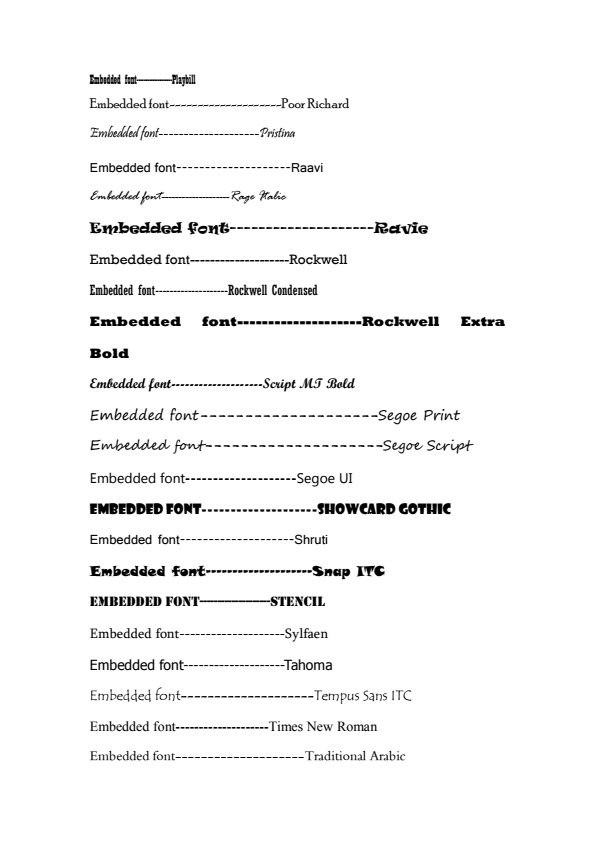 Embedded font--------------------Playbill
Embedded font--------------------Poor Richard
Embedded font--------------------Pristina
Embedded font--------------------Raavi
Embedded font--------------------Rage Italic
Embedded font--------------------Ravie
Embedded font--------------------Rockwell
Embedded font--------------------Rockwell Condensed
Embedded font--------------------Rockwell Extra
Bold
Embedded font--------------------Script MT Bold
Embedded font--------------------Segoe Print
Embedded font--------------------Segoe Script
Embedded font--------------------Segoe UI
EMBEDDED FONT--------------------SHOWCARD GOTHIC
Embedded font--------------------Shruti
Embedded font--------------------Snap ITC
EMBEDDED FONT--------------------STENCIL
Embedded font--------------------Sylfaen
Embedded font--------------------Tahoma
Embedded font--------------------Tempus Sans ITC
Embedded font--------------------Times New Roman
Embedded font--------------------Traditional Arabic